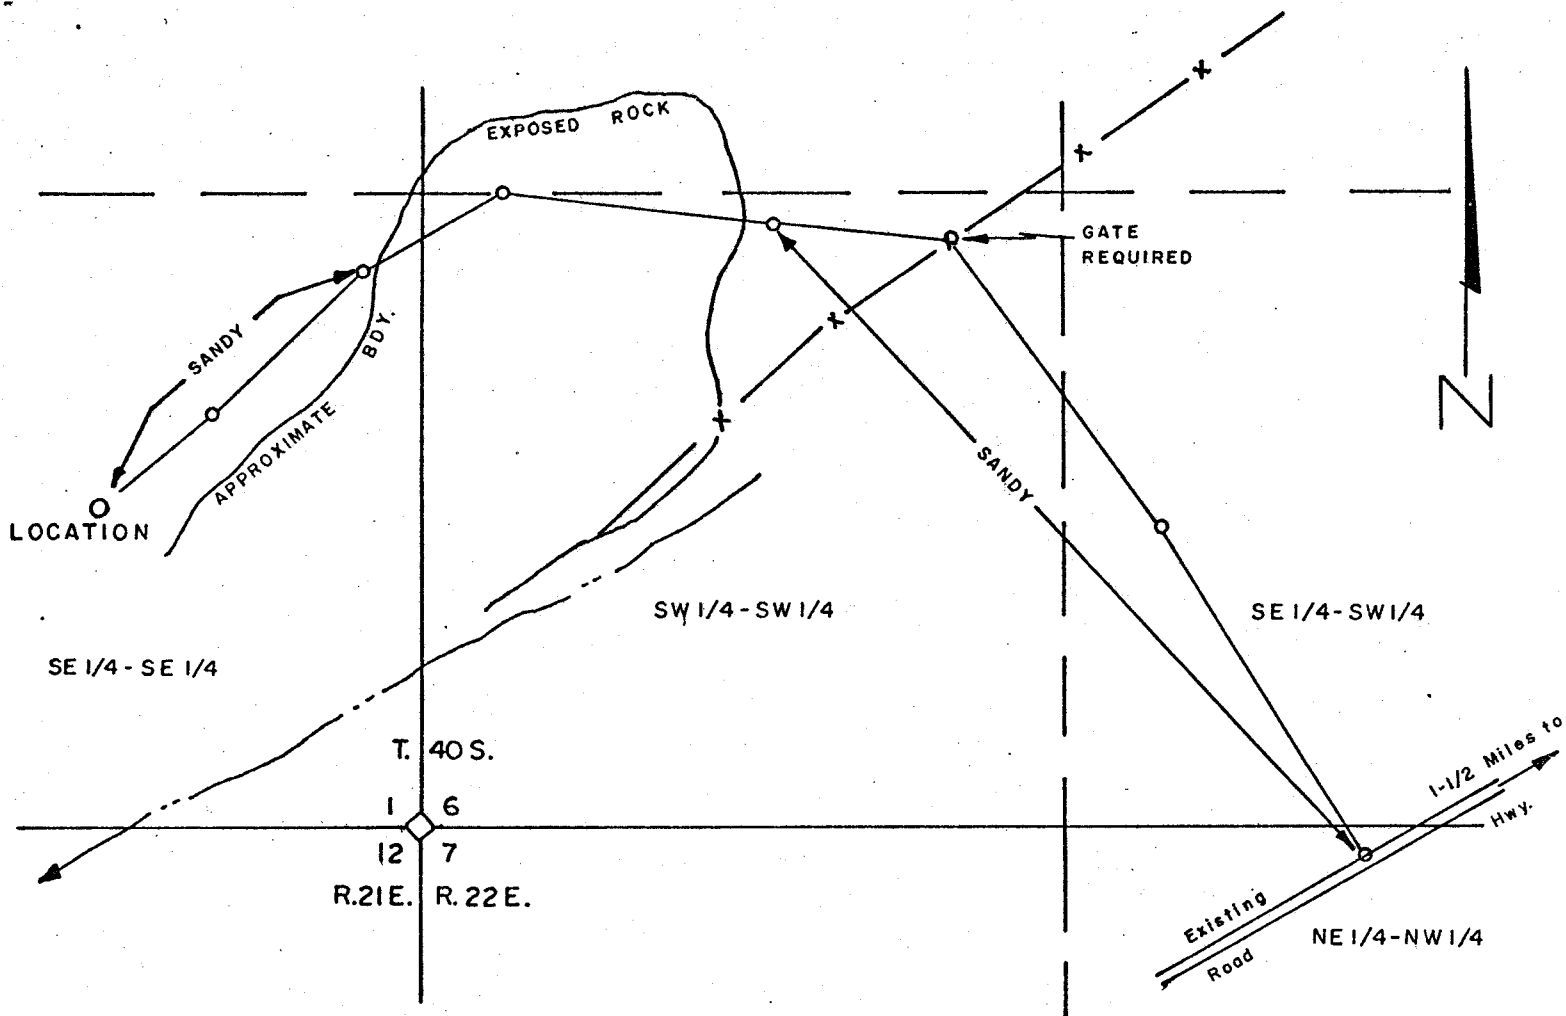 EXPOSED ROCK
GATE
REQUIRED
SANDY
BDY.
APPROXIMATE
SANDY
LOCATION
SW 1/4-SW 1/4
SE 1/4-SW 1/4
SE 1/4-SE 1/4
N
T. 40 S.
1 6
12 7
R.21E. R.22E.
1-1/2 Miles to
Hwy.
Existing
Road
NE 1/4-NW 1/4